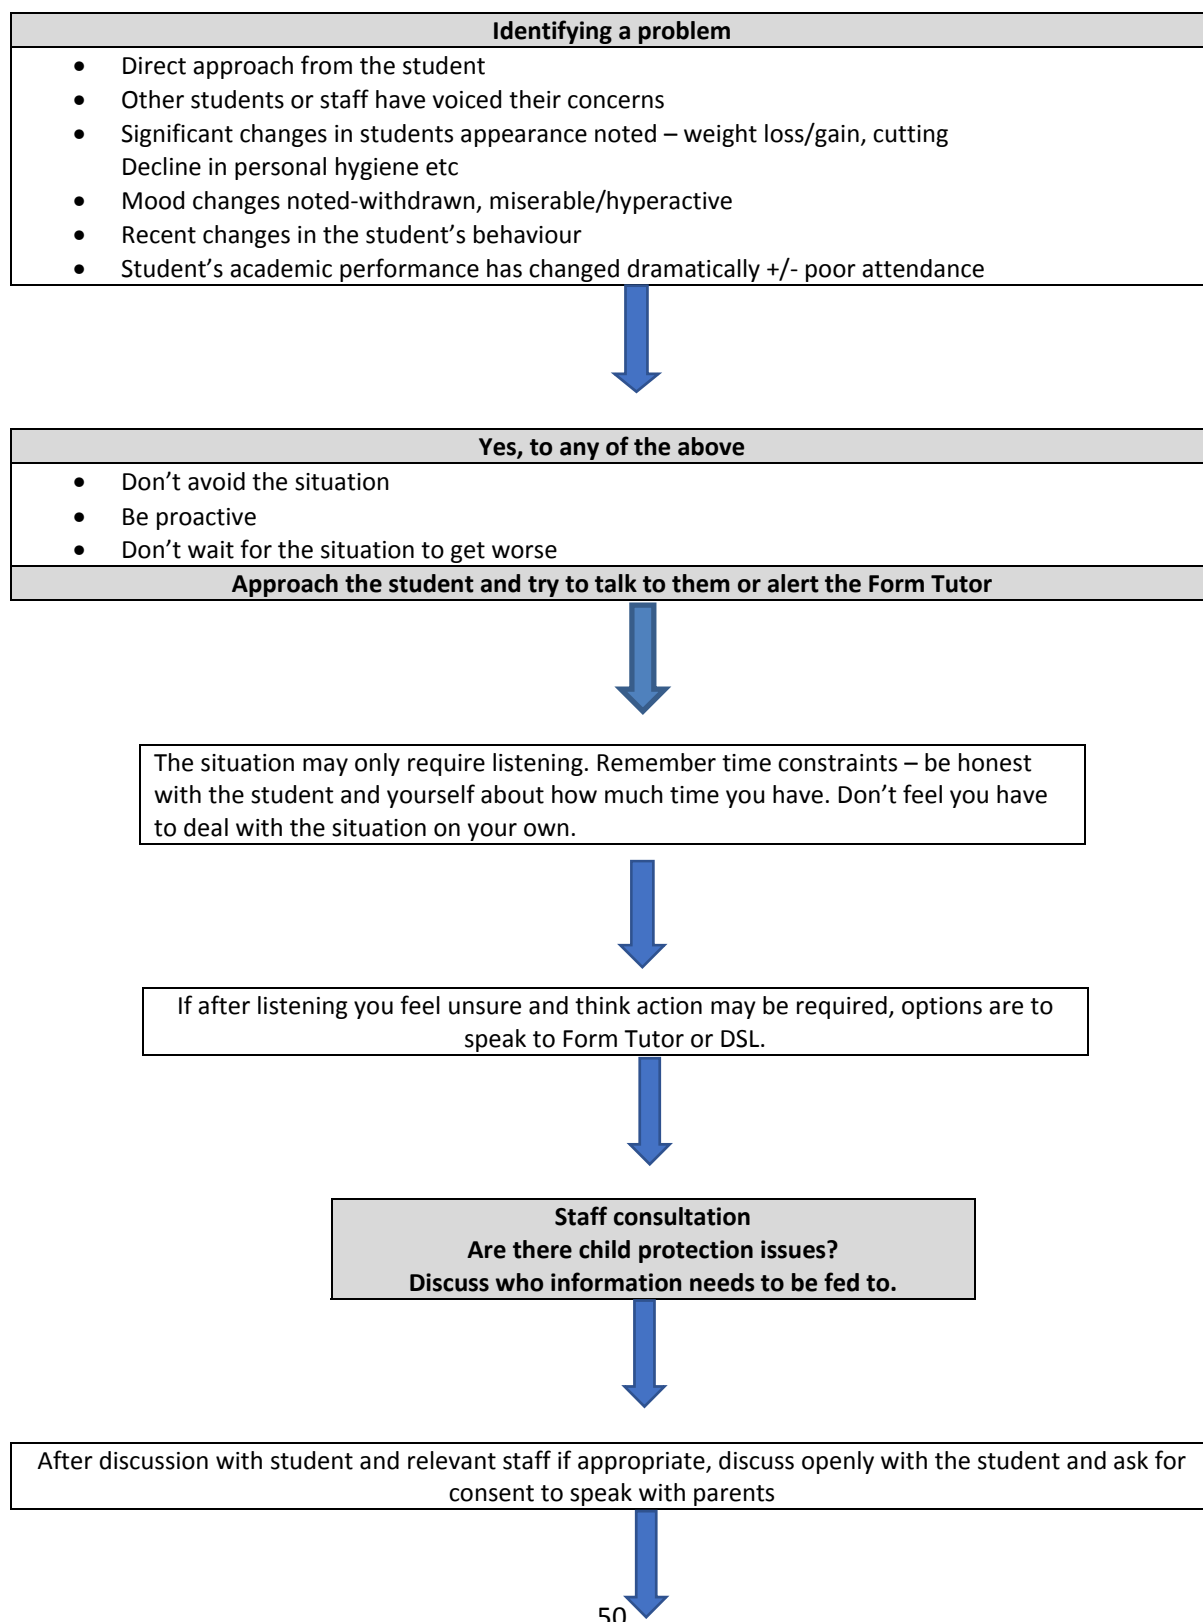 Identifying a problem
• Direct approach from the student
• Other students or staff have voiced their concerns
• Significant changes in students appearance noted – weight loss/gain, cutting
Decline in personal hygiene etc
• Mood changes noted-withdrawn, miserable/hyperactive
• Recent changes in the student’s behaviour
• Student’s academic performance has changed dramatically +/- poor attendance
Yes, to any of the above
• Don’t avoid the situation
• Be proactive
• Don’t wait for the situation to get worse
Approach the student and try to talk to them or alert the Form Tutor
The situation may only require listening. Remember time constraints – be honest
with the student and yourself about how much time you have. Don’t feel you have
to deal with the situation on your own.
If after listening you feel unsure and think action may be required, options are to
speak to Form Tutor or DSL.
Staff consultation
Are there child protection issues?
Discuss who information needs to be fed to.
After discussion with student and relevant staff if appropriate, discuss openly with the student and ask for
consent to speak with parents
50